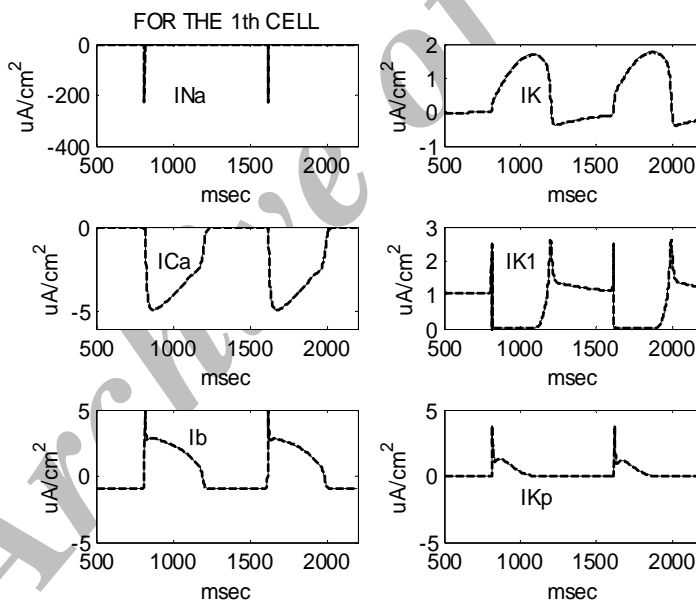 FOR THE 1th CELL
0
-200
-400
uA/cm²
INa
500 1000 1500 2000
msec
2
1
0
-1
uA/cm²
IK
500 1000 1500 2000
msec
0
-5
uA/cm²
ICa
500 1000 1500 2000
msec
3
2
1
0
uA/cm²
IK1
500 1000 1500 2000
msec
5
0
-5
uA/cm²
Ib
500 1000 1500 2000
msec
5
0
-5
uA/cm²
IKp
500 1000 1500 2000
msec
Archive of